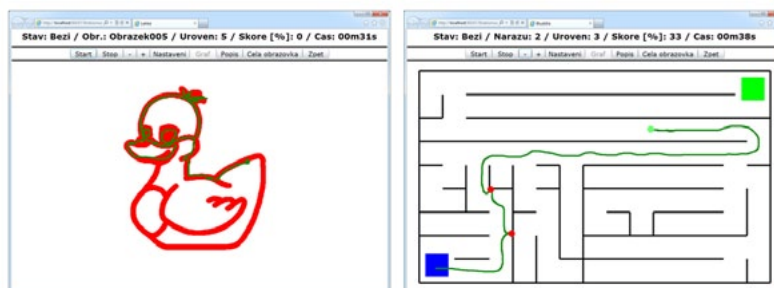 Stav: Bezi / Obr.: Obrazek005 / Uroven: 5 / Skore [%]: 0 / Cas: 00m31s
Start Stop - + Nastaveni Graf Popis Cela obrazovka Zpet
Stav: Bezi / Narazu: 2 / Uroven: 3 / Skore [%]: 33 / Cas: 00m38s
Start Stop - + Nastaveni Graf Popis Cela obrazovka Zpet